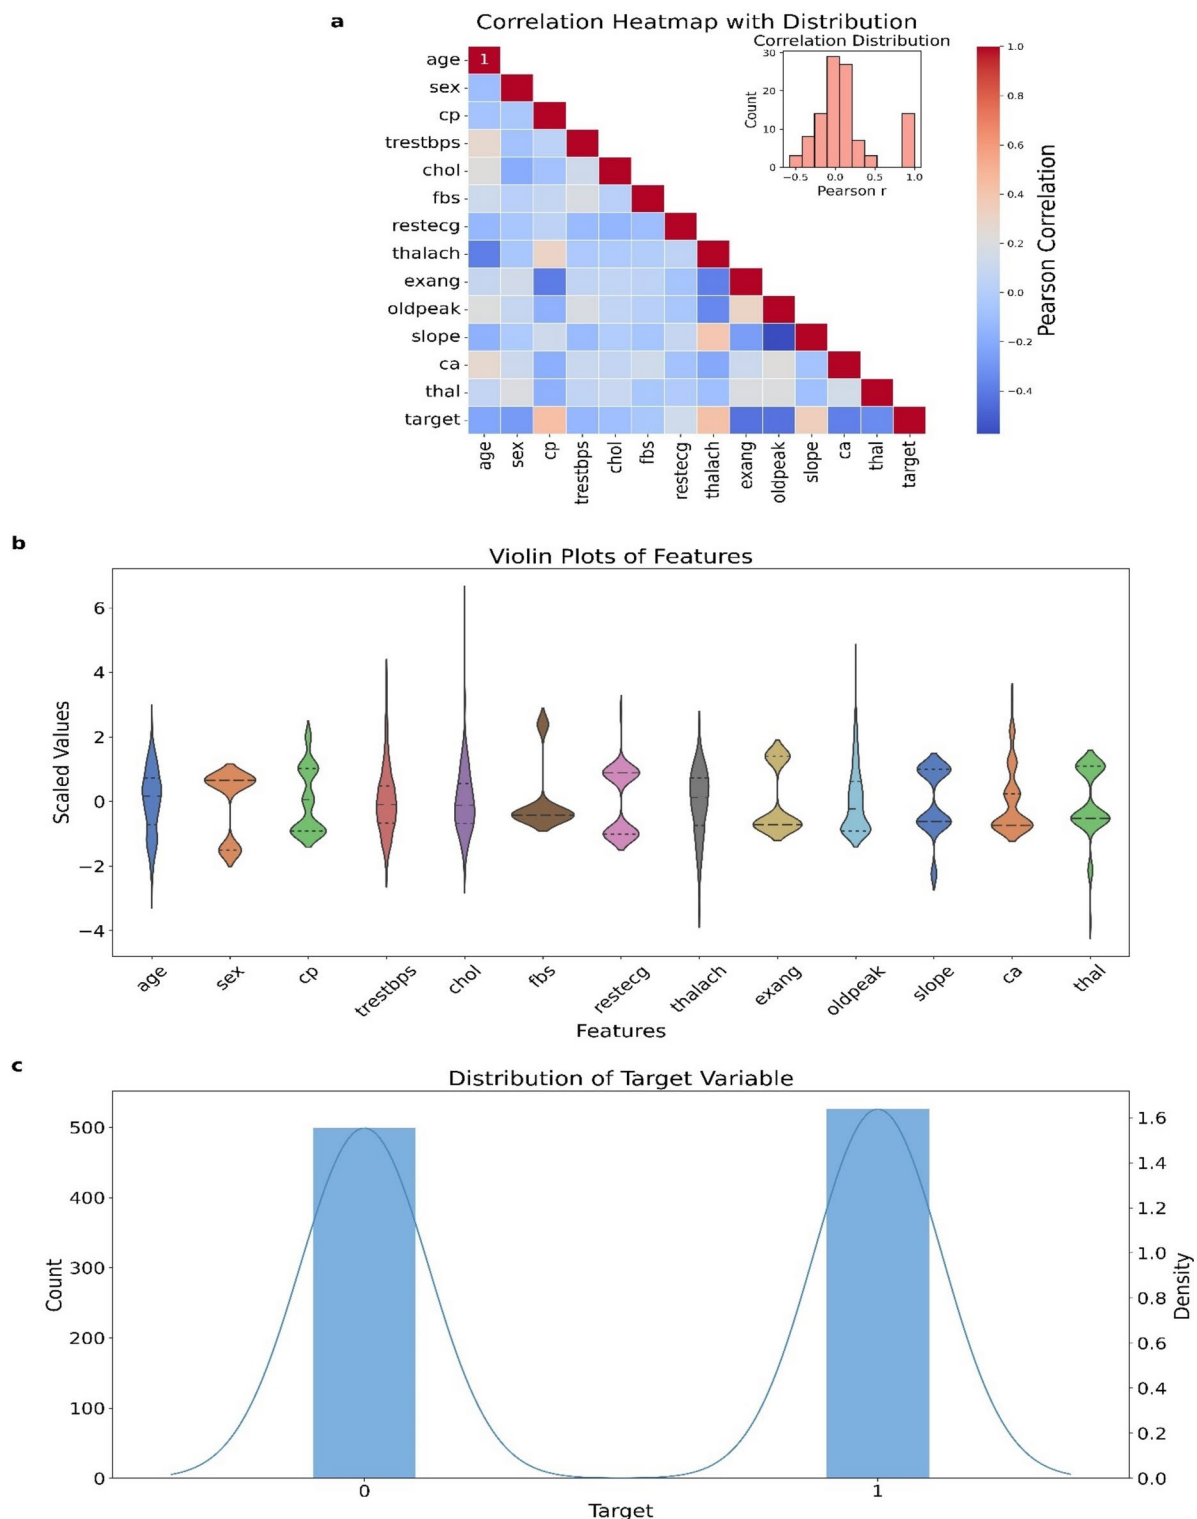 a
Correlation Heatmap with Distribution
age
1
sex
cp
trestbps
chol
fbs
restecg
thalach
exang
oldpeak
slope
ca
thal
target
age
sex
cp
trestbps
chol
fbs
restecg
thalach
exang
oldpeak
slope
ca
thal
target
Correlation Distribution
Count
30
20
10
0
−0.5
0.0
0.5
1.0
Pearson r
1.0
0.8
0.6
0.4
0.2
0.0
−0.2
−0.4
Pearson Correlation
b
Violin Plots of Features
Scaled Values
6
4
2
0
−2
−4
age
sex
cp
trestbps
chol
fbs
restecg
thalach
exang
oldpeak
slope
ca
thal
Features
c
Distribution of Target Variable
Count
500
400
300
200
100
0
0
1
Target
1.6
1.4
1.2
1.0
0.8
0.6
0.4
0.2
0.0
Density